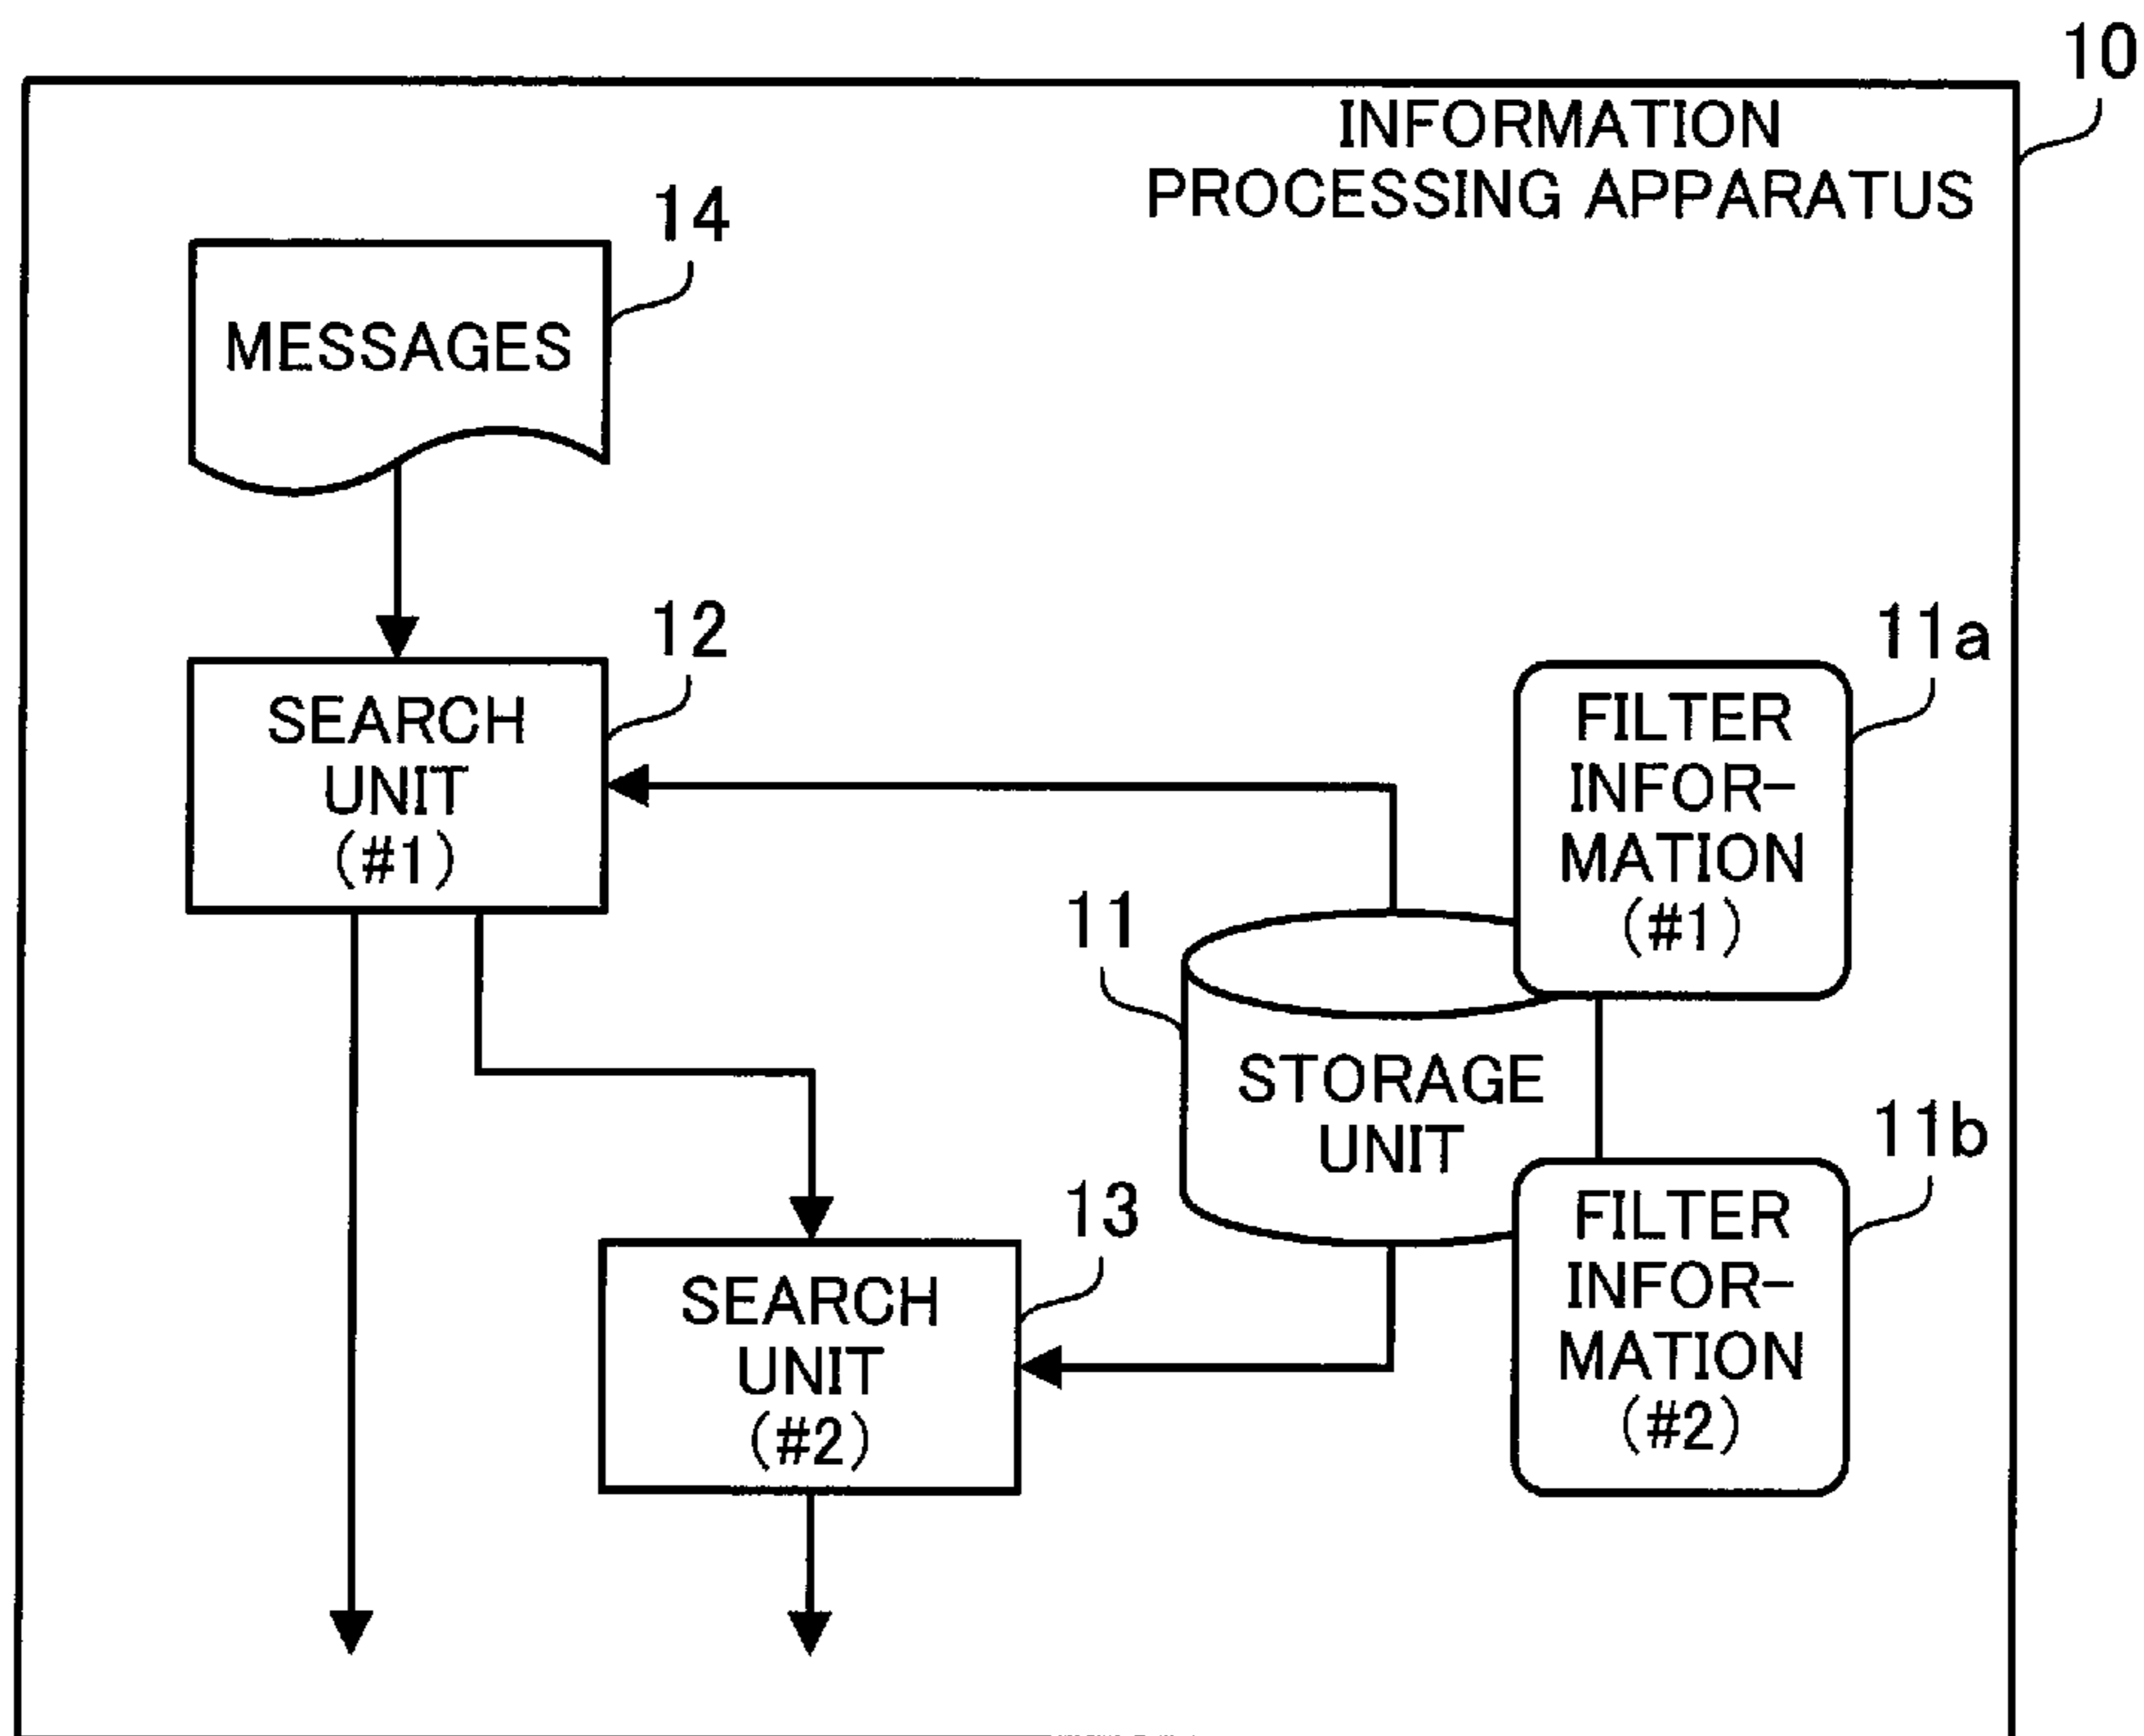 10
INFORMATION
PROCESSING APPARATUS
14
MESSAGES
12
SEARCH
UNIT
(#1)
11a
FILTER
INFOR-
MATION
(#1)
11
STORAGE
UNIT
11b
FILTER
INFOR-
MATION
(#2)
13
SEARCH
UNIT
(#2)